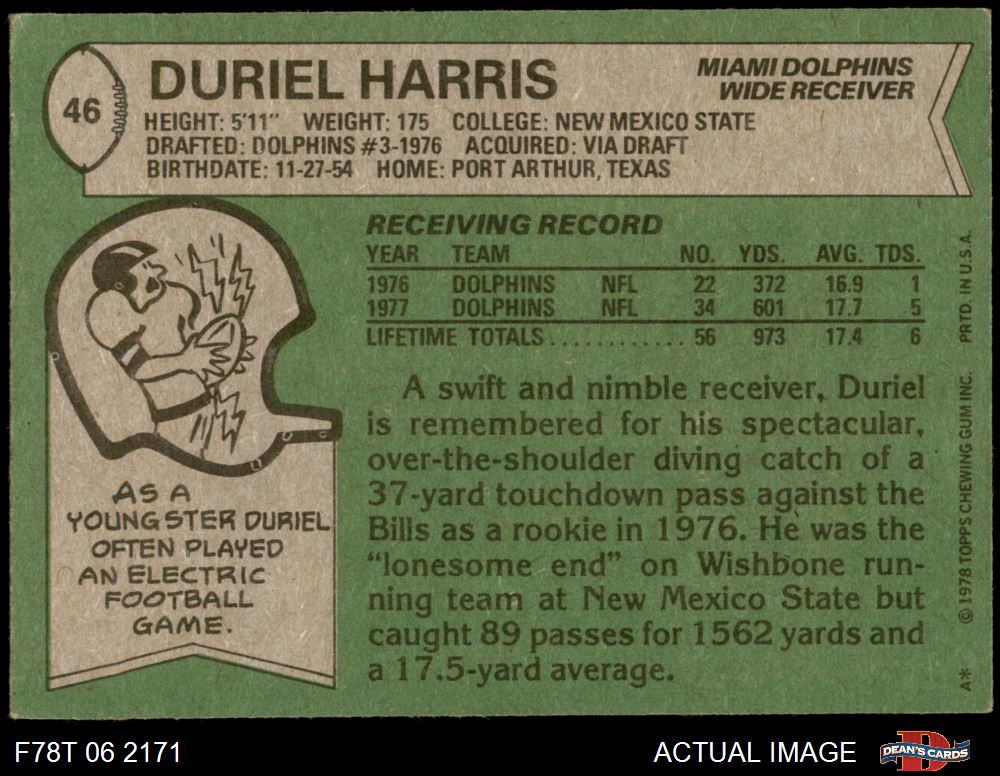 46
DURIEL HARRIS
MIAMI DOLPHINS
WIDE RECEIVER
HEIGHT: 5'11" WEIGHT: 175 COLLEGE: NEW MEXICO STATE
DRAFTED: DOLPHINS #3-1976 ACQUIRED: VIA DRAFT
BIRTHDATE: 11-27-54 HOME: PORT ARTHUR, TEXAS
RECEIVING RECORD
YEAR TEAM NO. YDS. AVG. TDS.
1976 DOLPHINS NFL 22 372 16.9 1
1977 DOLPHINS NFL 34 601 17.7 5
LIFETIME TOTALS............ 56 973 17.4 6
A swift and nimble receiver, Duriel
is remembered for his spectacular,
over-the-shoulder diving catch of a
37-yard touchdown pass against the
Bills as a rookie in 1976. He was the
"lonesome end" on Wishbone run-
ning team at New Mexico State but
caught 89 passes for 1562 yards and
a 17.5-yard average.
AS A
YOUNGSTER DURIEL
OFTEN PLAYED
AN ELECTRIC
FOOTBALL
GAME.
A* © 1978 TOPPS CHEWING GUM INC. PRTD. IN U.S.A.
F78T 06 2171
ACTUAL IMAGE
D
DEAN'S CARDS